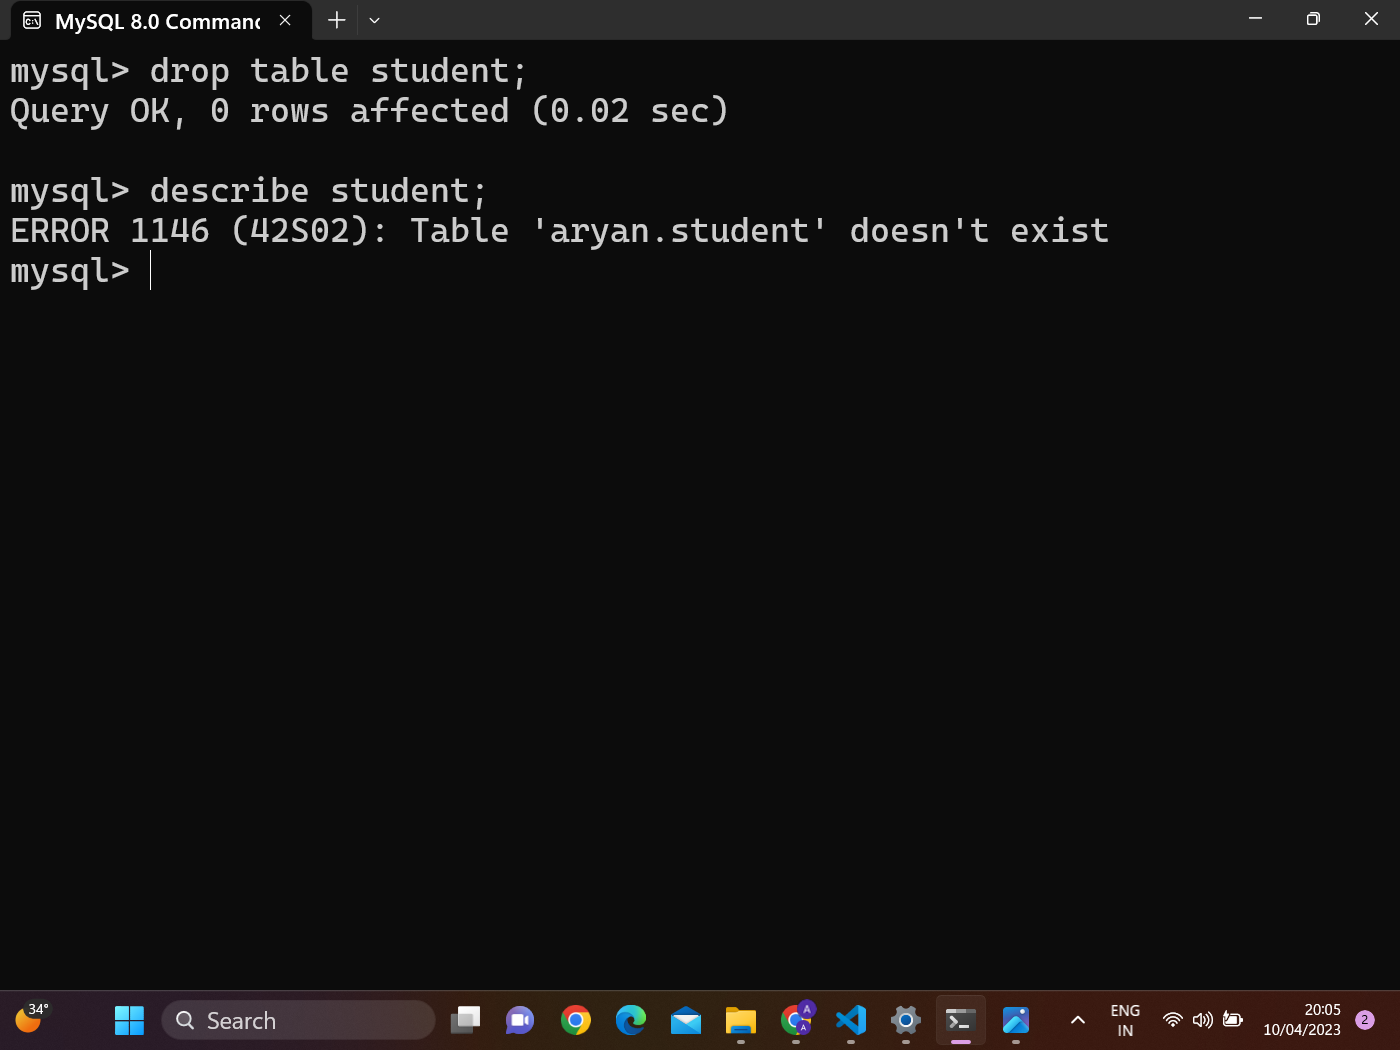 MySQL 8.0 Command
mysql> drop table student;
Query OK, 0 rows affected (0.02 sec)
mysql> describe student;
ERROR 1146 (42S02): Table 'aryan.student' doesn't exist
mysql>
34°
Search
A
A
ENG
IN
20:05
10/04/2023
2